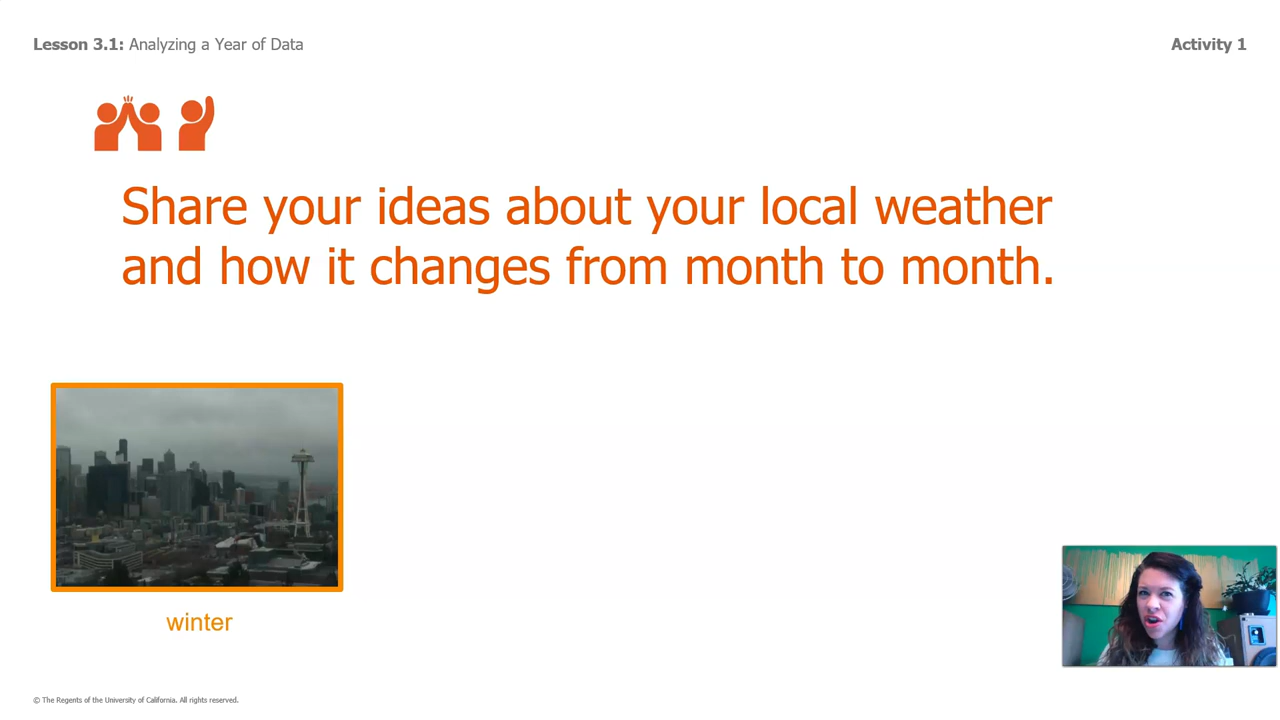 Lesson 3.1: Analyzing a Year of Data
Activity 1
Share your ideas about your local weather
and how it changes from month to month.
winter
© The Regents of the University of California. All rights reserved.